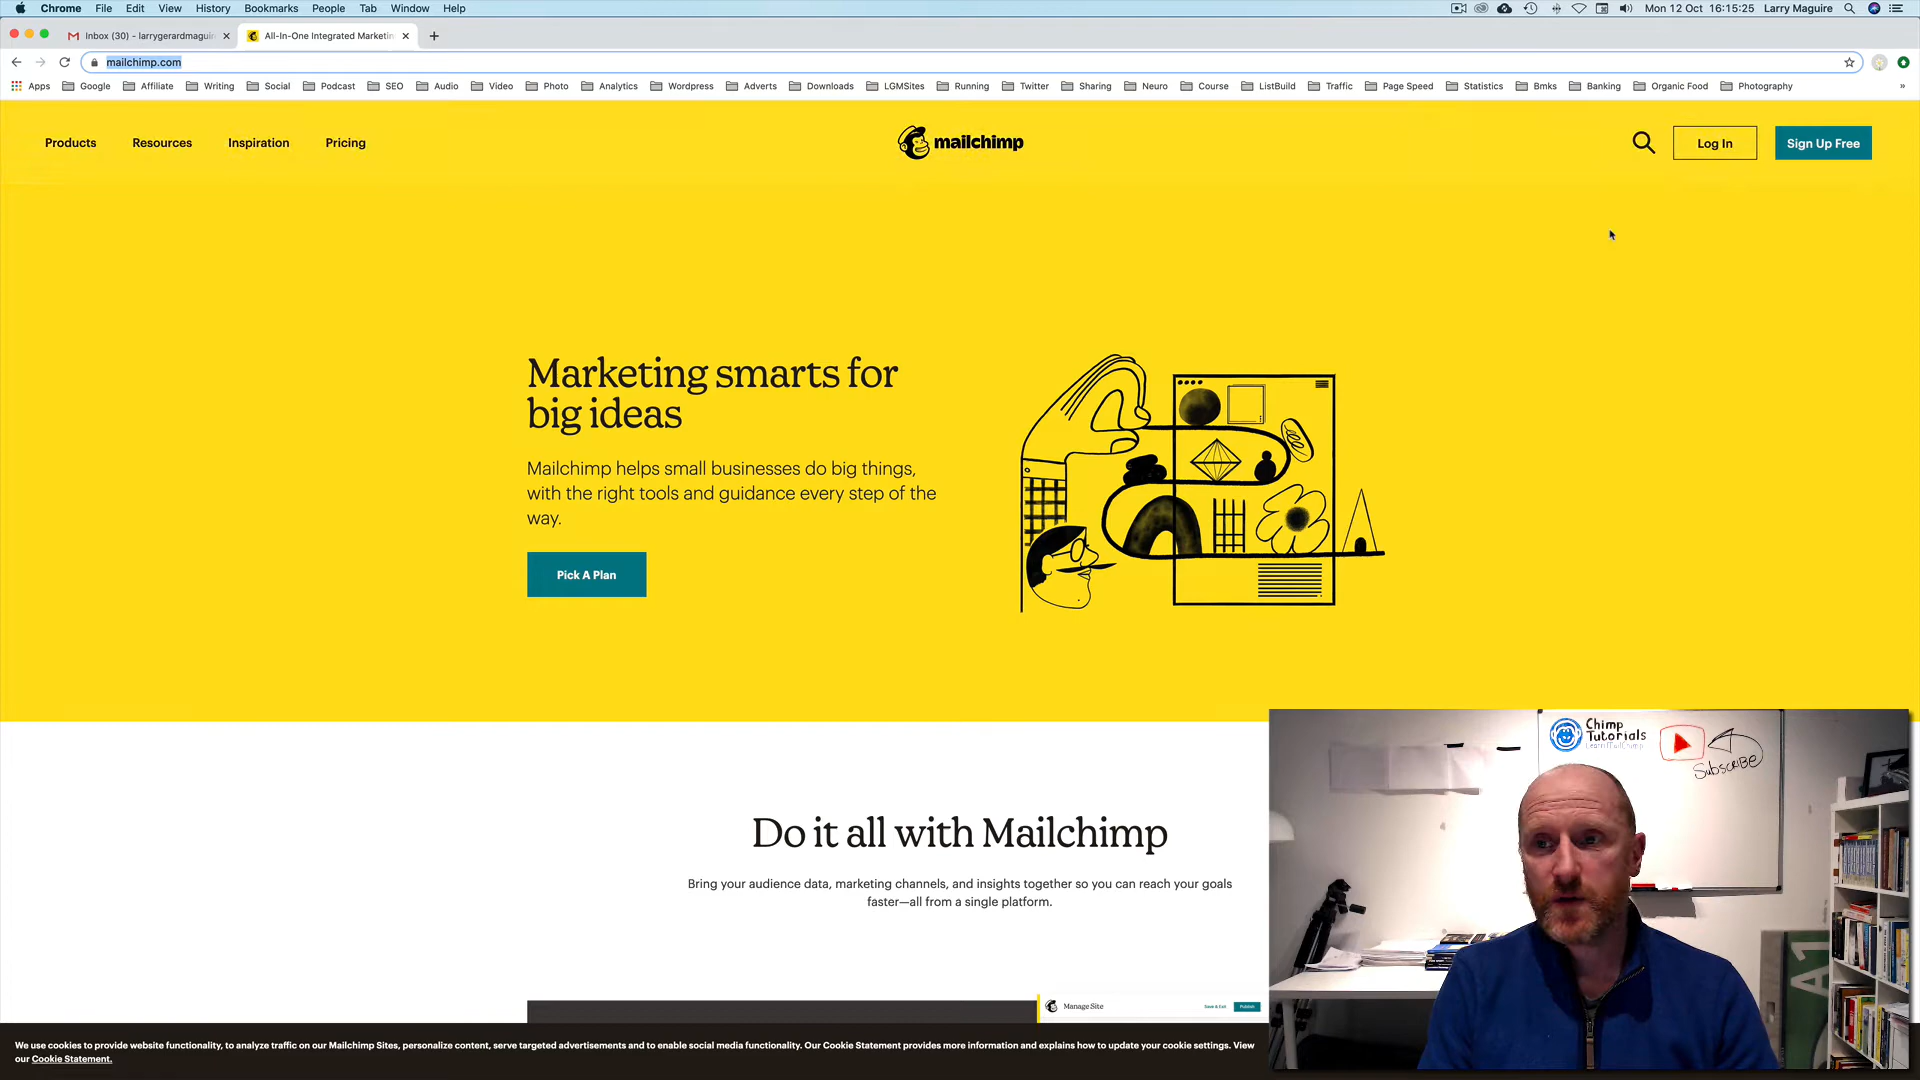 Chrome File Edit View History Bookmarks People Tab Window Help Mon 12 Oct 16:15:25 Larry Maguire
Inbox (30) - larrygerardmaguir All-In-One Integrated Marketin
mailchimp.com
Apps Google Affiliate Writing Social Podcast SEO Audio Video Photo Analytics Wordpress Adverts Downloads LGMSites Running Twitter Sharing Neuro Course ListBuild Traffic Page Speed Statistics Bmks Banking Organic Food Photography »
Products Resources Inspiration Pricing mailchimp Log In Sign Up Free
Marketing smarts for
big ideas
Mailchimp helps small businesses do big things,
with the right tools and guidance every step of the
way.
Pick A Plan
Chimp
Tutorials
Learn MailChimp
Subscribe
Do it all with Mailchimp
Bring your audience data, marketing channels, and insights together so you can reach your goals
faster—all from a single platform.
Manage Site Save & Exit Publish
A1
We use cookies to provide website functionality, to analyze traffic on our Mailchimp Sites, personalize content, serve targeted advertisements and to enable social media functionality. Our Cookie Statement provides more information and explains how to update your cookie settings. View
our Cookie Statement.